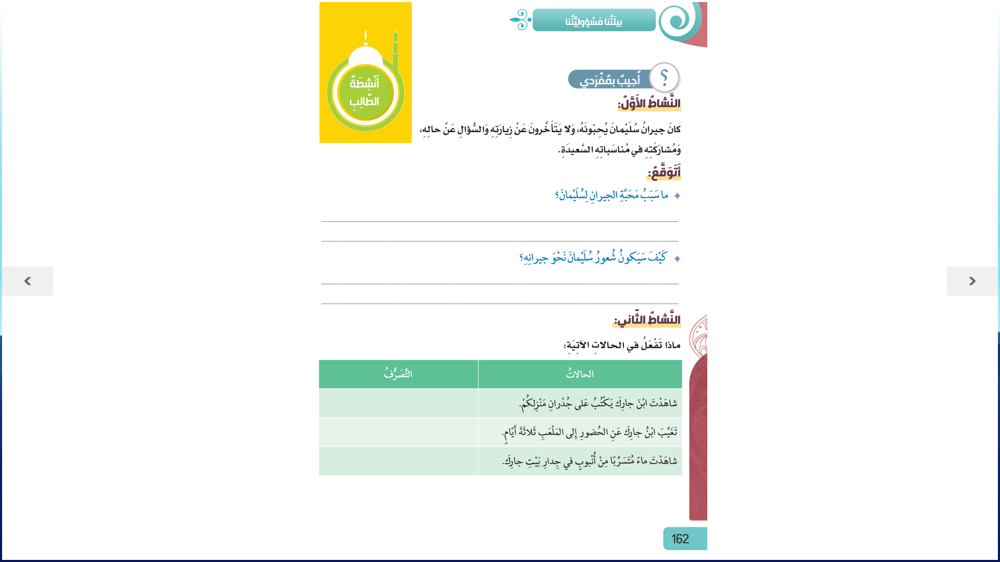 بيئَتُنا مَسْؤوليَّتُنا
أَنْشِطَةُ
الطّالِبِ
؟
أُجيبُ بمُفْرَدي
النَّشاطُ الأَوَّلُ:
كانَ جيرانُ سُلَيْمانَ يُحِبّونَهُ، وَلا يَتَأَخَّرونَ عَنْ زِيارَتِهِ وَالسُّؤالِ عَنْ حالِهِ،
وَمُشارَكَتِهِ في مُناسَباتِهِ السَّعيدَةِ.
أَتَوَقَّعُ:
ما سَبَبُ مَحَبَّةِ الجيرانِ لِسُلَيْمانَ؟
كَيْفَ سَيَكونُ شُعورُ سُلَيْمانَ نَحْوَ جيرانِهِ؟
النَّشاطُ الثّاني:
ماذا تَفْعَلُ في الحالاتِ الآتِيَةِ:
الحالاتُ
التَّصَرُّفُ
شاهَدْتَ ابْنَ جارِكَ يَكْتُبُ عَلى جُدْرانِ مَنْزِلِكُمْ.
تَغَيَّبَ ابْنُ جارِكَ عَنِ الحُضورِ إِلى المَلْعَبِ ثَلاثَةَ أَيّامٍ.
شاهَدْتَ ماءً مُتَسَرِّبًا مِنْ أُنْبوبٍ في جِدارِ بَيْتِ جارِكَ.
162